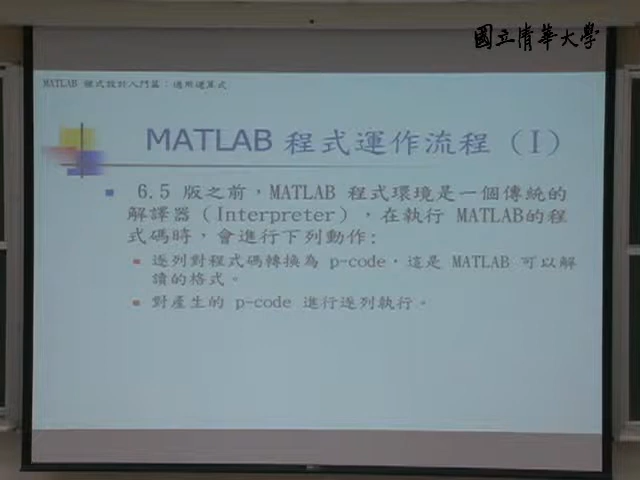 國立清華大學
MATLAB 程式設計入門篇：適用運算式
MATLAB 程式運作流程（I）
6.5 版之前，MATLAB 程式環境是一個傳統的
解譯器（Interpreter），在執行 MATLAB的程
式碼時，會進行下列動作：
逐列對程式碼轉換為 p-code，這是 MATLAB 可以解
讀的格式。
對產生的 p-code 進行逐列執行。